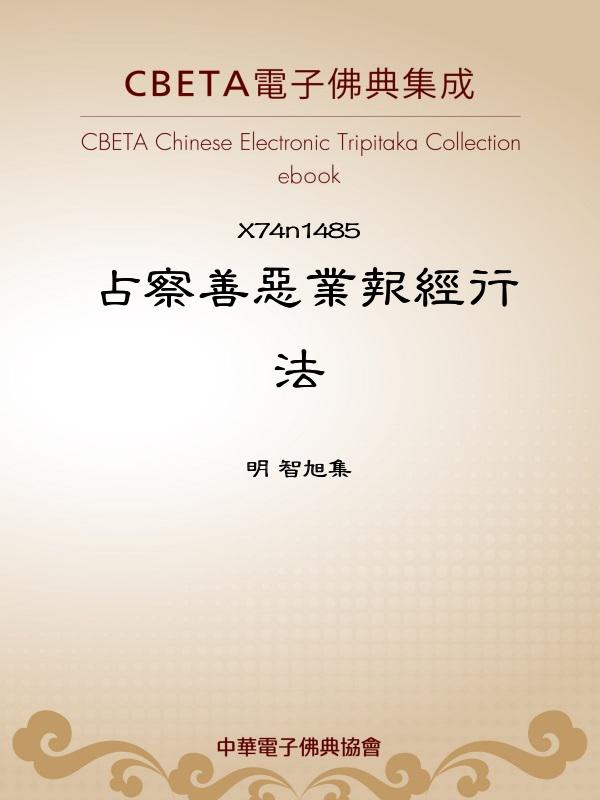 CBETA電子佛典集成
CBETA Chinese Electronic Tripitaka Collection
ebook
X74n1485
占察善惡業報經行
法
明 智旭集
中華電子佛典協會